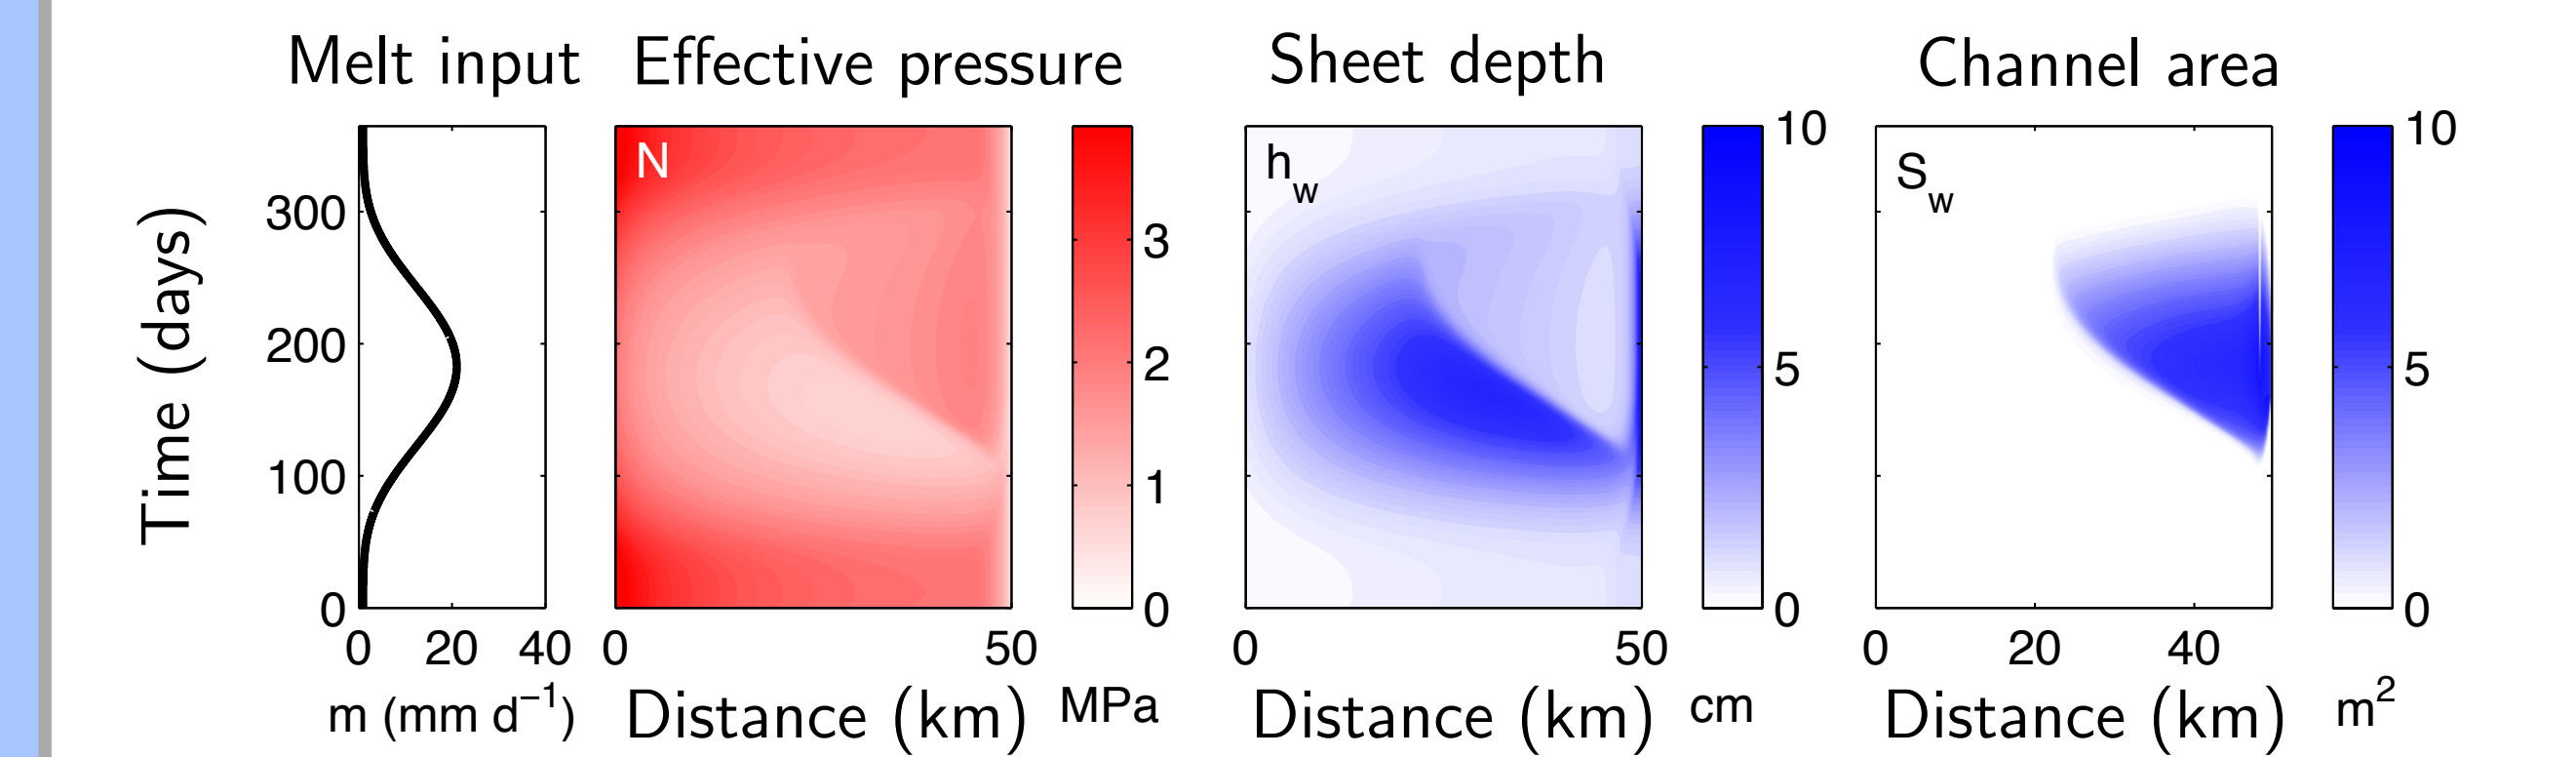 Melt input
Effective pressure
Sheet depth
Channel area
Time (days)
300
200
100
0
0 20 40
m (mm d⁻¹)
N
0 50
Distance (km)
3
2
1
0
MPa
h_w
0 50
Distance (km)
10
5
0
cm
S_w
0 20 40
Distance (km)
10
5
0
m²